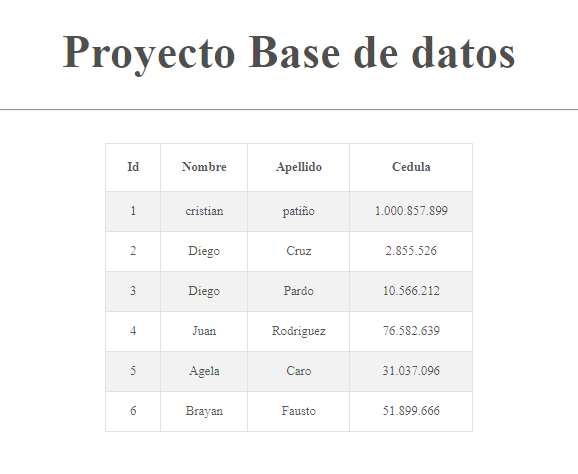 Proyecto Base de datos
Id Nombre Apellido Cedula
1 cristian patiño 1.000.857.899
2 Diego Cruz 2.855.526
3 Diego Pardo 10.566.212
4 Juan Rodriguez 76.582.639
5 Agela Caro 31.037.096
6 Brayan Fausto 51.899.666